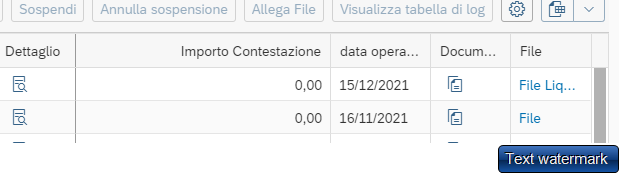 Sospendi Annulla sospensione Allega File Visualizza tabella di log
Dettaglio Importo Contestazione data opera... Docum... File
0,00 15/12/2021 File Liq...
0,00 16/11/2021 File
Text watermark